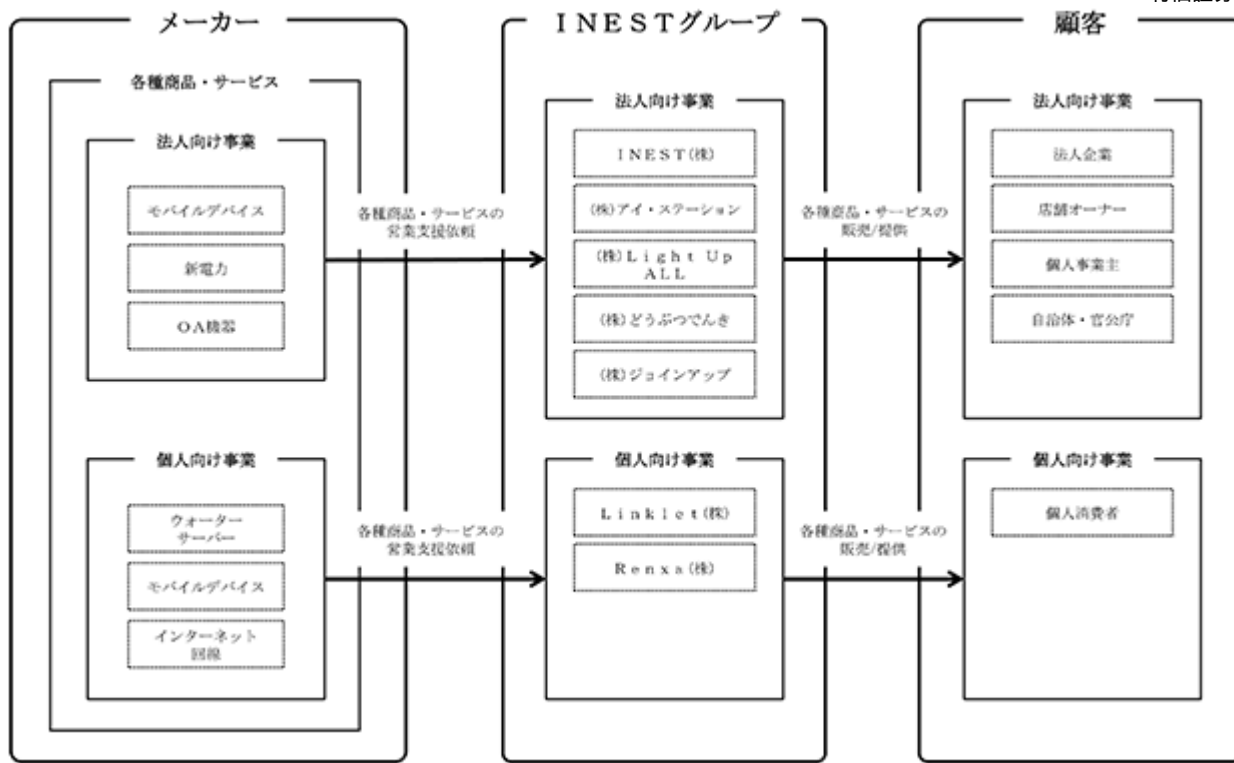 メーカー
各種商品・サービス
法人向け事業
モバイルデバイス
新電力
OA機器
個人向け事業
ウォーター
サーバー
モバイルデバイス
インターネット
回線
各種商品・サービスの
営業支援依頼
各種商品・サービスの
営業支援依頼
INESTグループ
法人向け事業
INEST(株)
(株)アイ・ステーション
(株)Light Up
ALL
(株)どうぶつでんき
(株)ジョインアップ
個人向け事業
Linklet(株)
Renxa(株)
各種商品・サービスの
販売/提供
各種商品・サービスの
販売/提供
顧客
法人向け事業
法人企業
店舗オーナー
個人事業主
自治体・官公庁
個人向け事業
個人消費者